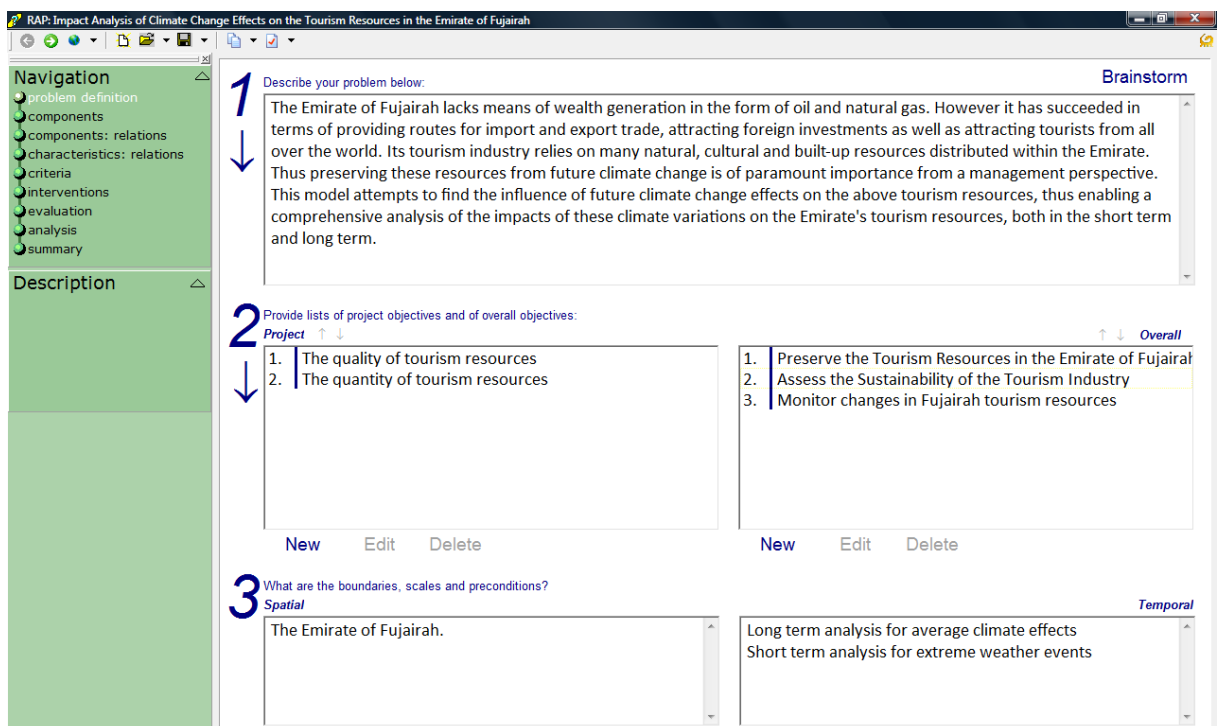 RAP: Impact Analysis of Climate Change Effects on the Tourism Resources in the Emirate of Fujairah
Navigation
problem definition
components
components: relations
characteristics: relations
criteria
interventions
evaluation
analysis
summary
Description
1
Describe your problem below:
Brainstorm
The Emirate of Fujairah lacks means of wealth generation in the form of oil and natural gas. However it has succeeded in
terms of providing routes for import and export trade, attracting foreign investments as well as attracting tourists from all
over the world. Its tourism industry relies on many natural, cultural and built-up resources distributed within the Emirate.
Thus preserving these resources from future climate change is of paramount importance from a management perspective.
This model attempts to find the influence of future climate change effects on the above tourism resources, thus enabling a
comprehensive analysis of the impacts of these climate variations on the Emirate's tourism resources, both in the short term
and long term.
2
Provide lists of project objectives and of overall objectives:
Project ↑ ↓
1. The quality of tourism resources
2. The quantity of tourism resources
New Edit Delete
↑ ↓ Overall
1. Preserve the Tourism Resources in the Emirate of Fujairah
2. Assess the Sustainability of the Tourism Industry
3. Monitor changes in Fujairah tourism resources
New Edit Delete
3
What are the boundaries, scales and preconditions?
Spatial
The Emirate of Fujairah.
Temporal
Long term analysis for average climate effects
Short term analysis for extreme weather events